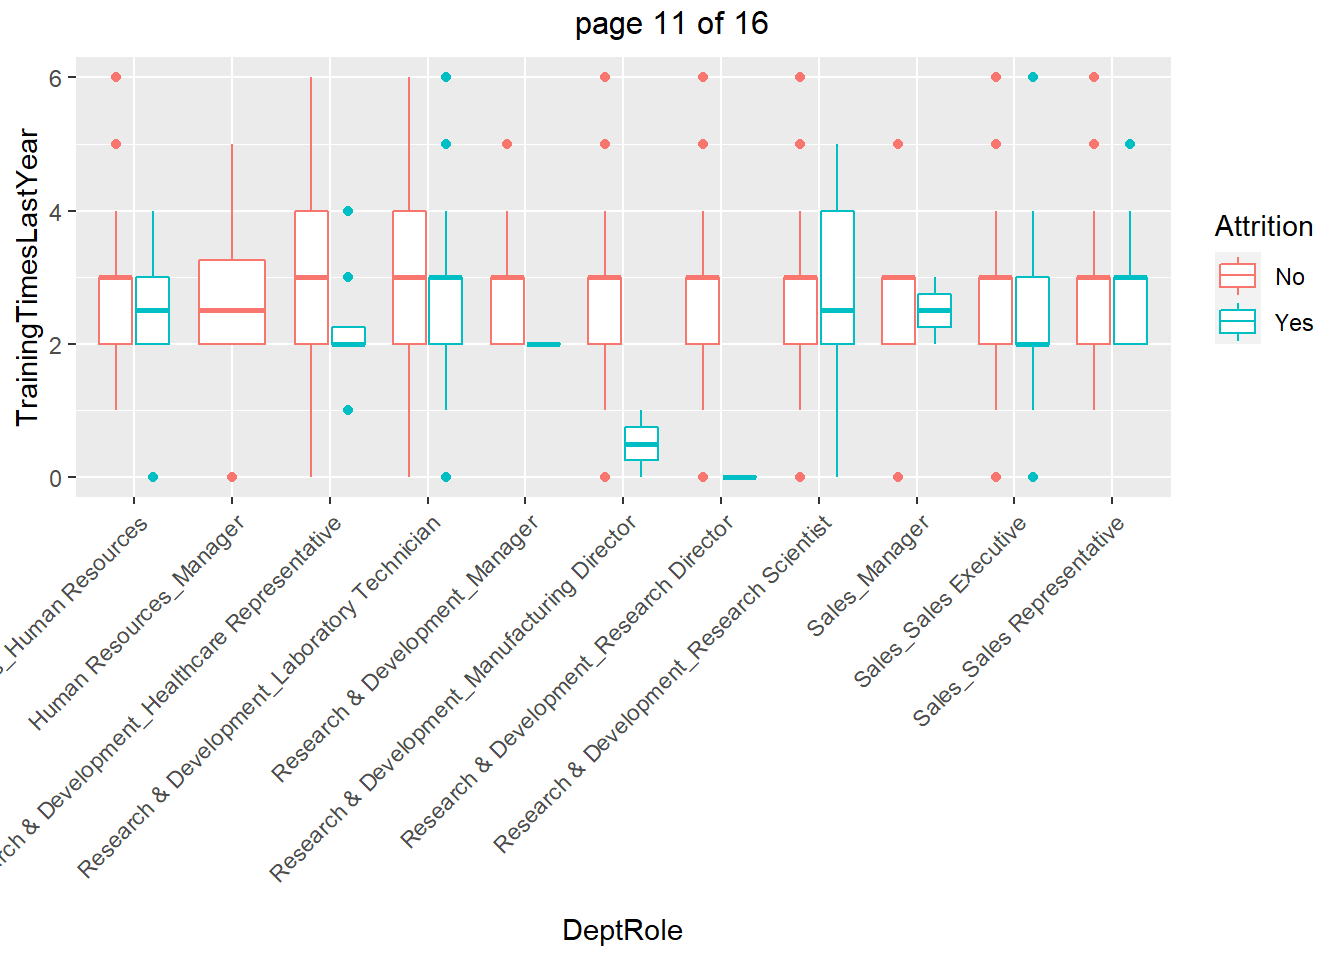 page 11 of 16
TrainingTimesLastYear
6
4
2
0
Human Resources
Human Resources_Manager
& Development_Healthcare Representative
Research & Development_Laboratory Technician
Research & Development_Manager
Research & Development_Manufacturing Director
Research & Development_Research Director
Research & Development_Research Scientist
Sales_Manager
Sales_Sales Executive
Sales_Sales Representative
DeptRole
Attrition
No
Yes